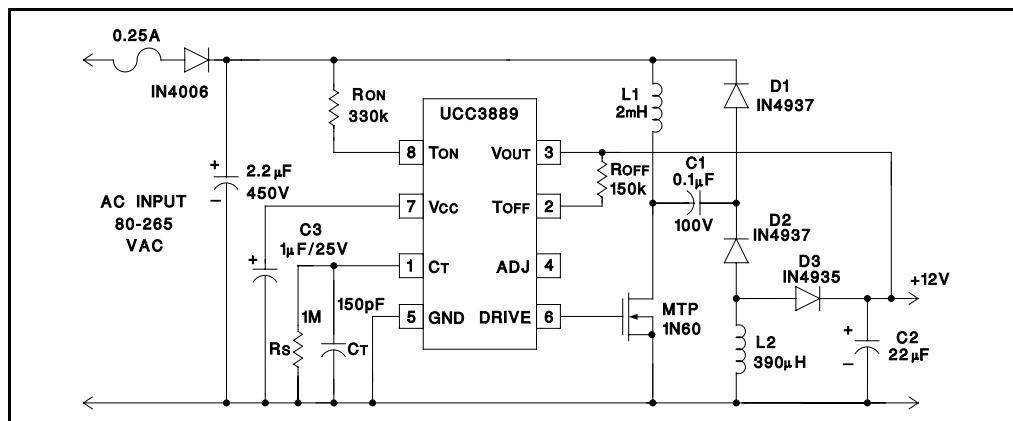 0.25A
IN4006
RON
330k
UCC3889
L1
2mH
D1
IN4937
8 TON
VOUT 3
ROFF
150k
C1
0.1µF
100V
+
2.2µF
450V
–
AC INPUT
80-265
VAC
7 VCC
TOFF 2
D2
IN4937
C3
1µF/25V
+
1 CT
ADJ 4
D3
IN4935
+12V
150pF
1M
5 GND
DRIVE 6
MTP
1N60
RS
CT
L2
390µH
+
C2
22µF
–